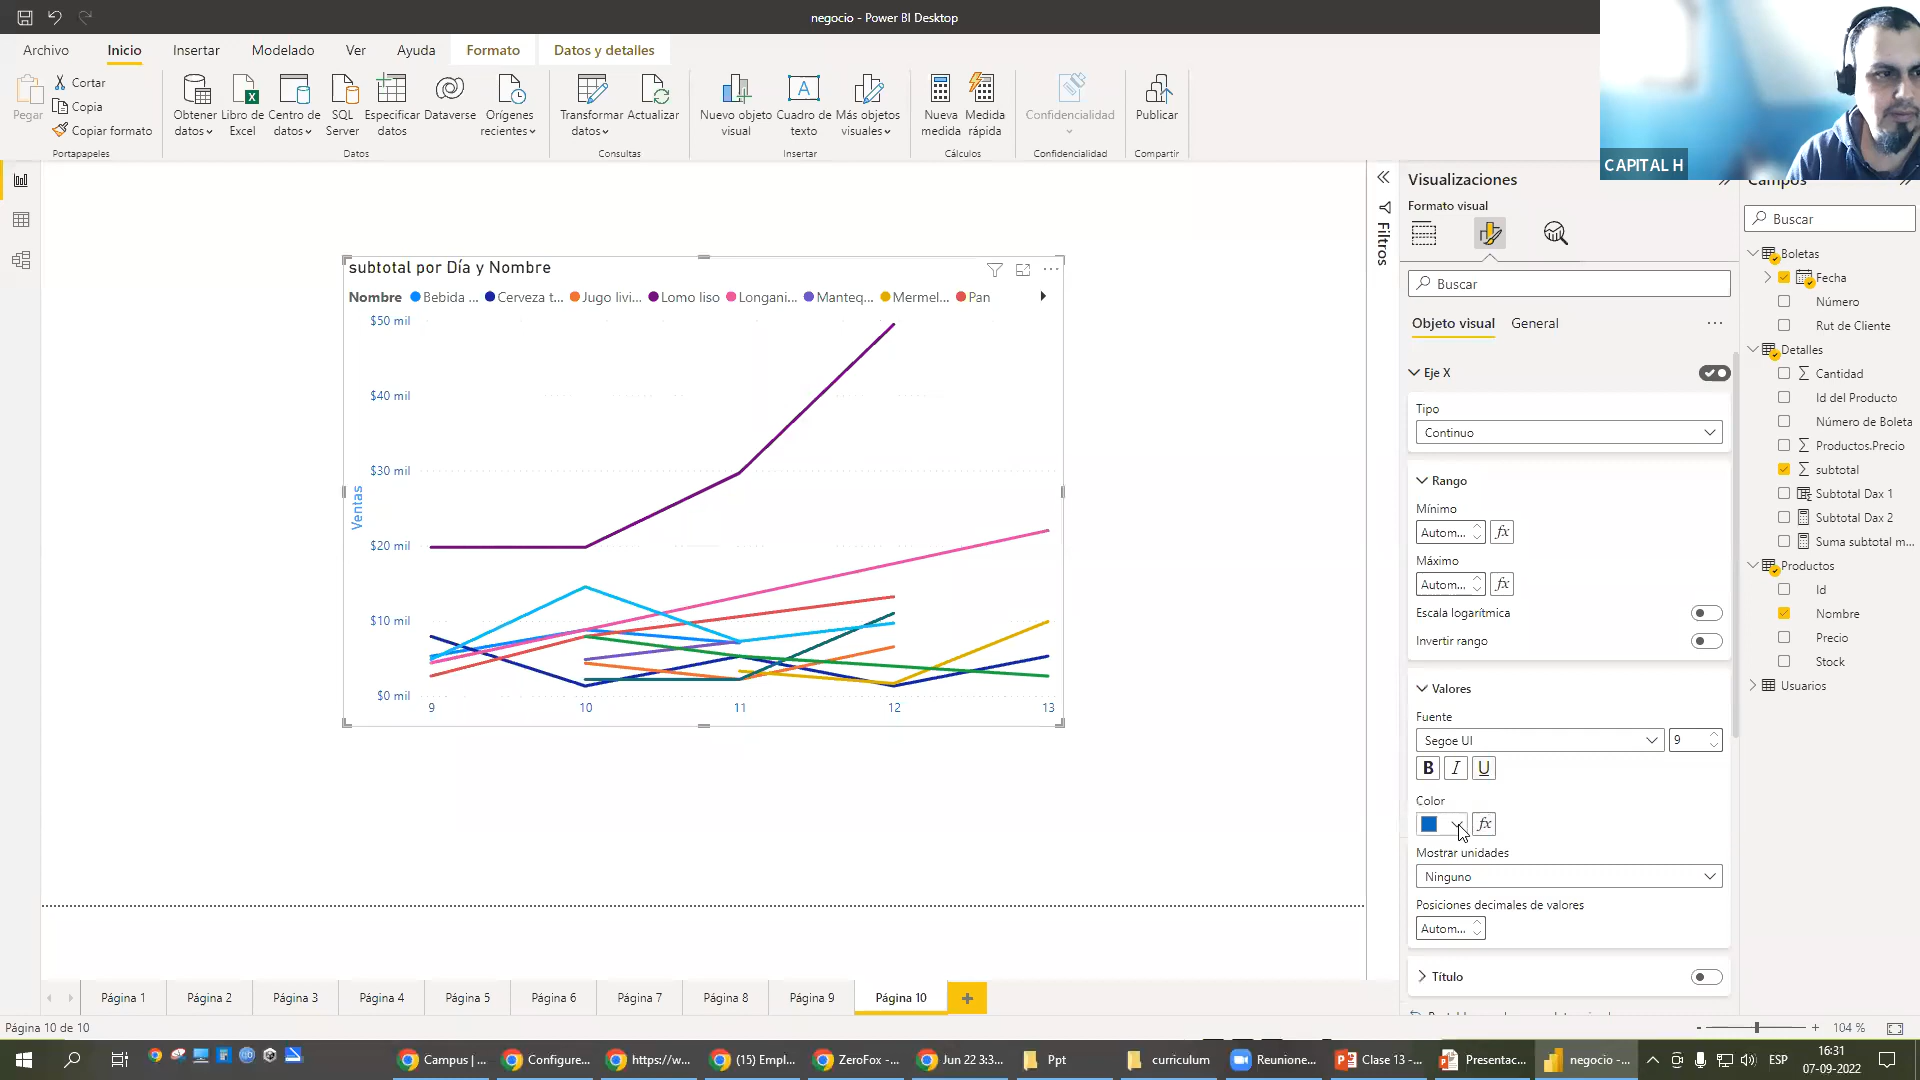 negocio - Power BI Desktop
Archivo
Inicio
Insertar
Modelado
Ver
Ayuda
Formato
Datos y detalles
Pegar
Cortar
Copia
Copiar formato
Portapapeles
Obtener datos
Libro de Excel
Centro de datos
SQL Server
Especificar datos
Dataverse
Orígenes recientes
Datos
Transformar datos
Actualizar
Consultas
Nuevo objeto visual
Cuadro de texto
Más objetos visuales
Insertar
Nueva medida
Medida rápida
Cálculos
Confidencialidad
Confidencialidad
Publicar
Compartir
CAPITAL H
subtotal por Día y Nombre
Nombre Bebida ... Cerveza t... Jugo livi... Lomo liso Longani... Manteq... Mermel... Pan
$50 mil
$40 mil
$30 mil
$20 mil
$10 mil
$0 mil
Ventas
9 10 11 12 13
Filtros
Visualizaciones
Formato visual
Buscar
Objeto visual
General
Eje X
Tipo
Continuo
Rango
Mínimo
Autom... fx
Máximo
Autom... fx
Escala logarítmica
Invertir rango
Valores
Fuente
Segoe UI 9
B I U
Color
fx
Mostrar unidades
Ninguno
Posiciones decimales de valores
Autom...
Título
Campos
Buscar
Boletas
Fecha
Número
Rut de Cliente
Detalles
Cantidad
Id del Producto
Número de Boleta
Productos.Precio
subtotal
Subtotal Dax 1
Subtotal Dax 2
Suma subtotal m...
Productos
Id
Nombre
Precio
Stock
Usuarios
Página 1
Página 2
Página 3
Página 4
Página 5
Página 6
Página 7
Página 8
Página 9
Página 10
+
Página 10 de 10
- + 104 %
Campus | ...
Configure...
https://w...
(15) Empl...
ZeroFox -...
Jun 22 3:3...
Ppt
curriculum
Reunione...
Clase 13 -...
Presentac...
negocio -...
ESP
16:31
07-09-2022